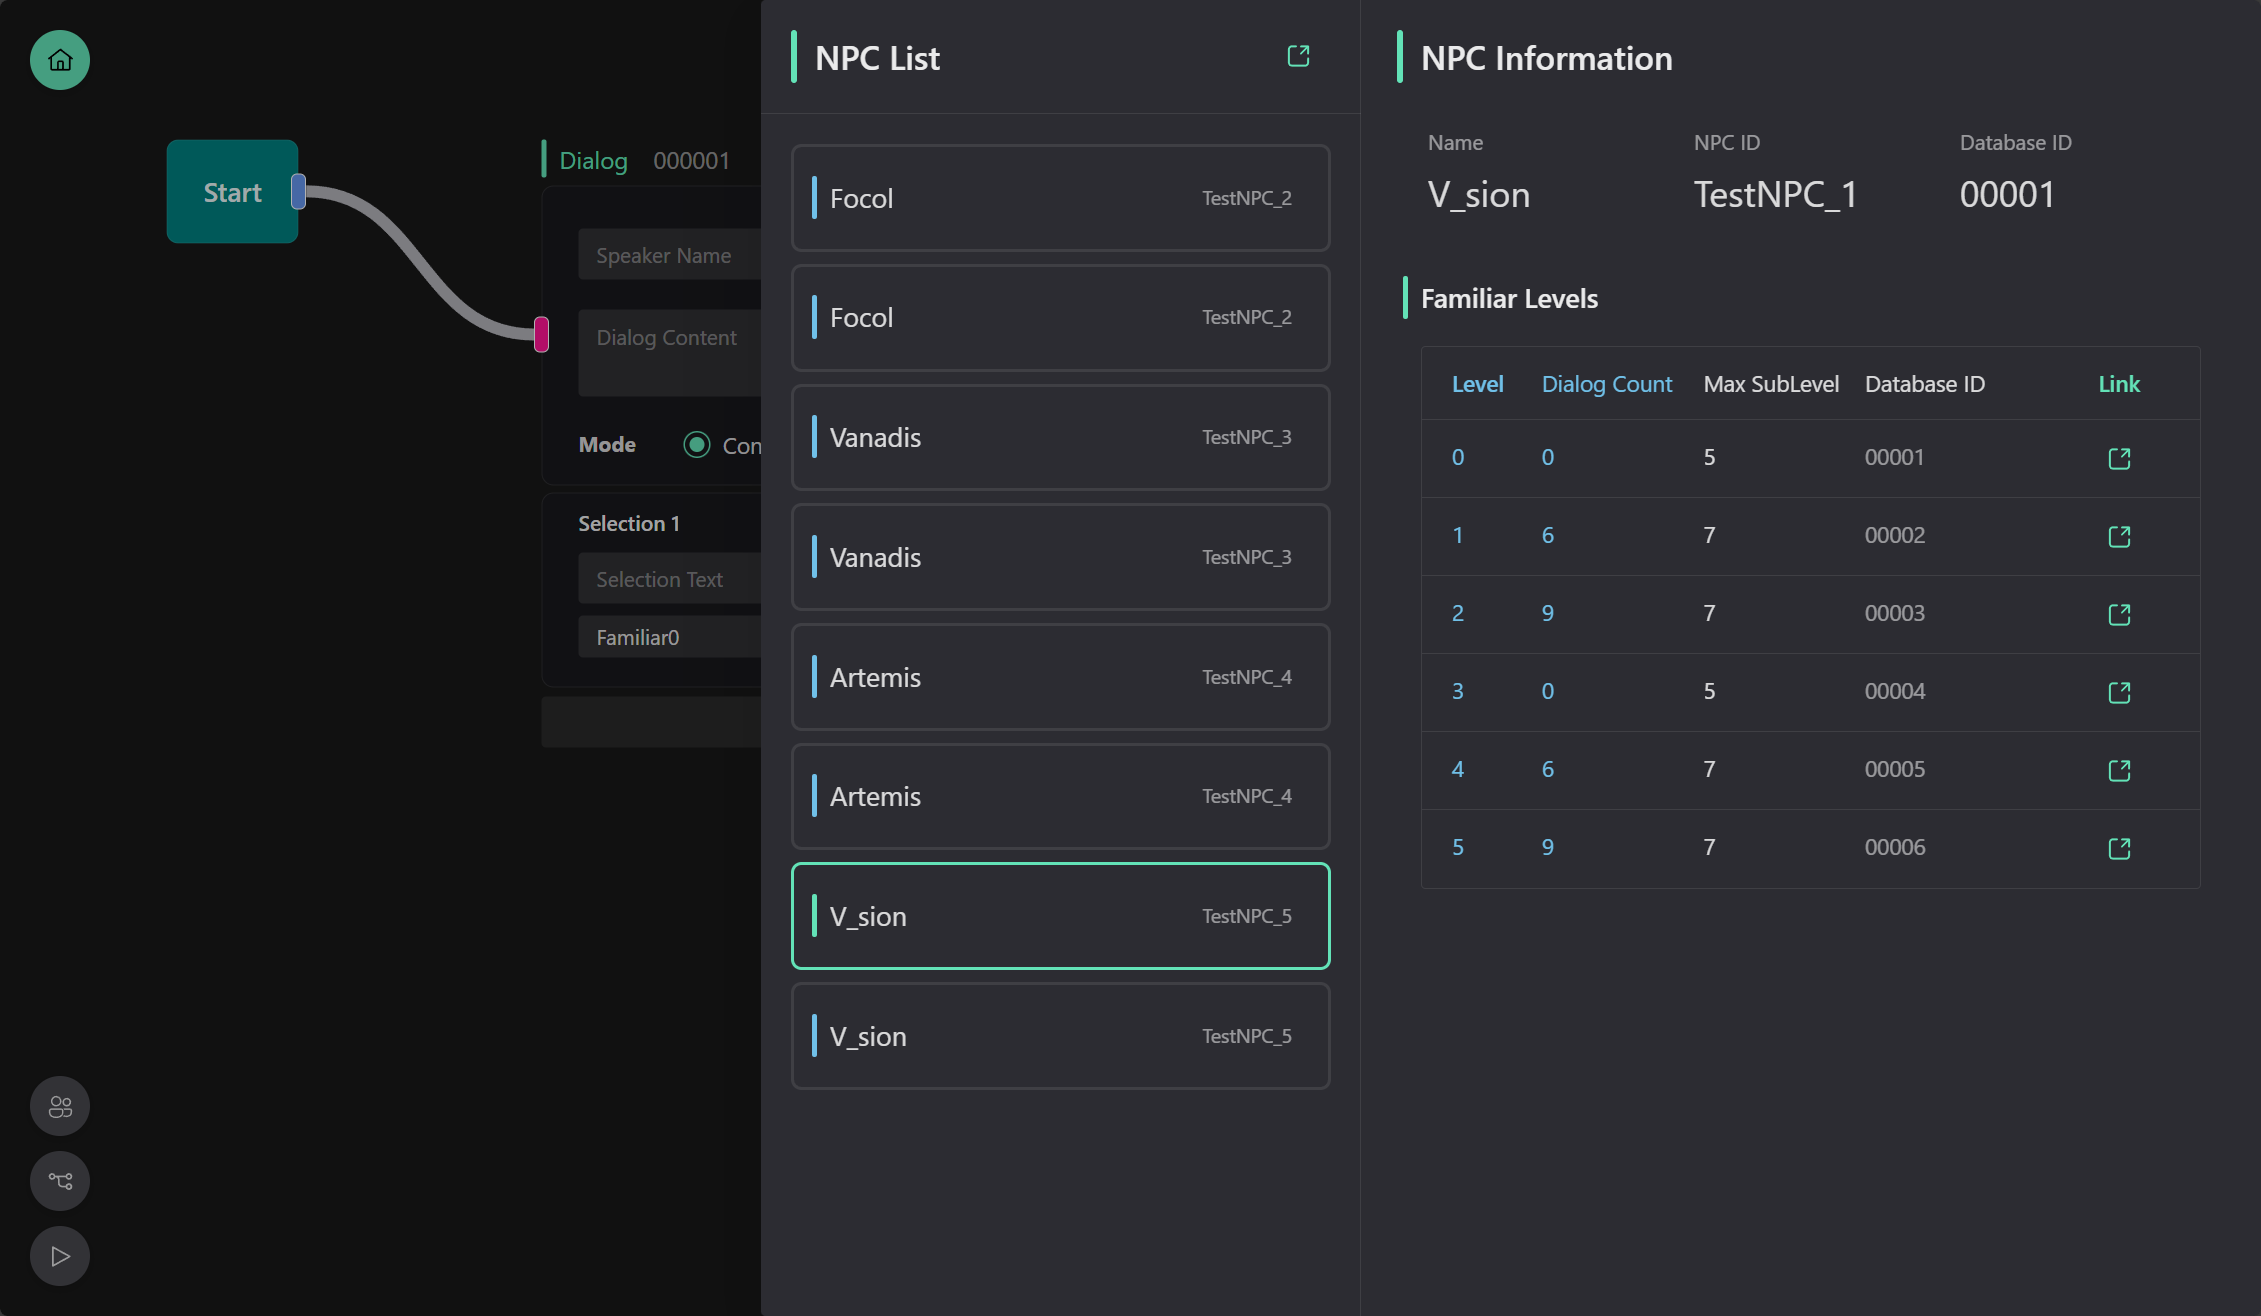 Start
Dialog 000001
Speaker Name
Dialog Content
Mode Con
Selection 1
Selection Text
Familiar0
NPC List
Focol TestNPC_2
Focol TestNPC_2
Vanadis TestNPC_3
Vanadis TestNPC_3
Artemis TestNPC_4
Artemis TestNPC_4
V_sion TestNPC_5
V_sion TestNPC_5
NPC Information
Name NPC ID Database ID
V_sion TestNPC_1 00001
Familiar Levels
Level Dialog Count Max SubLevel Database ID Link
0 0 5 00001
1 6 7 00002
2 9 7 00003
3 0 5 00004
4 6 7 00005
5 9 7 00006